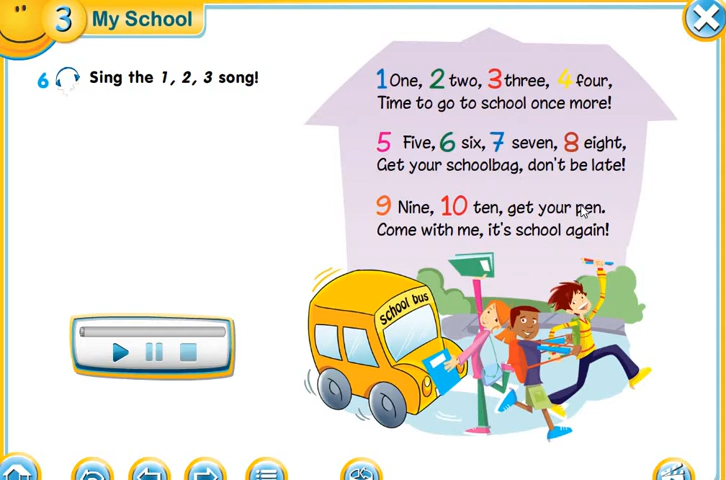 3 My School
6 Sing the 1, 2, 3 song!
1 One, 2 two, 3 three, 4 four,
Time to go to school once more!
5 Five, 6 six, 7 seven, 8 eight,
Get your schoolbag, don't be late!
9 Nine, 10 ten, get your pen.
Come with me, it's school again!
school bus